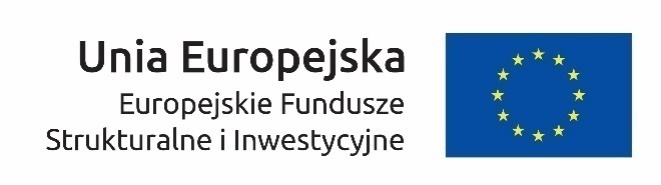 Unia Europejska
Europejskie Fundusze
Strukturalne i Inwestycyjne